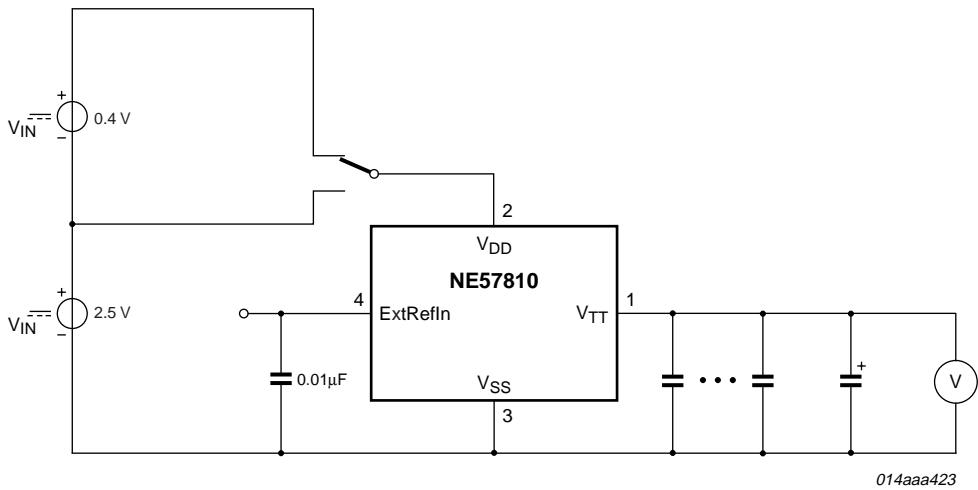 +
V_IN
0.4 V
−
2
V_DD
NE57810
+
V_IN
2.5 V
−
4
ExtRefIn
V_TT
1
0.01μF
V_SS
3
+
V
014aaa423